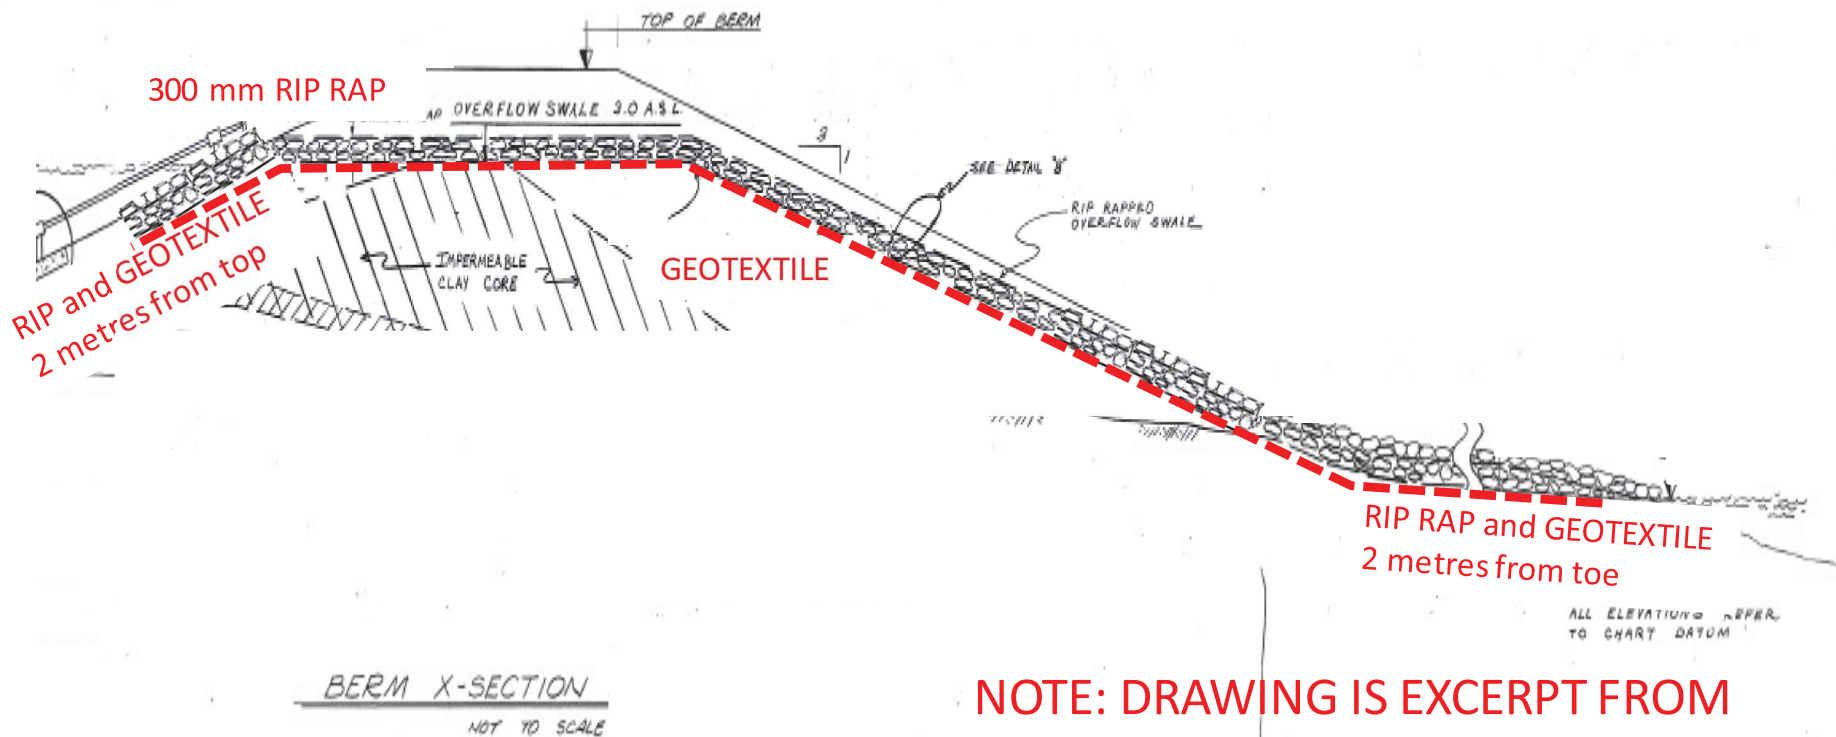 TOP OF BERM
300 mm RIP RAP
AP OVERFLOW SWALE 3.0 A.S.L.
3
1
SEE DETAIL "B"
RIP RAPPED
OVERFLOW SWALE
IMPERMEABLE
CLAY CORE
GEOTEXTILE
RIP and GEOTEXTILE
2 metres from top
RIP RAP and GEOTEXTILE
2 metres from toe
ALL ELEVATIONS REFER
TO CHART DATUM
BERM X-SECTION
NOT TO SCALE
NOTE: DRAWING IS EXCERPT FROM